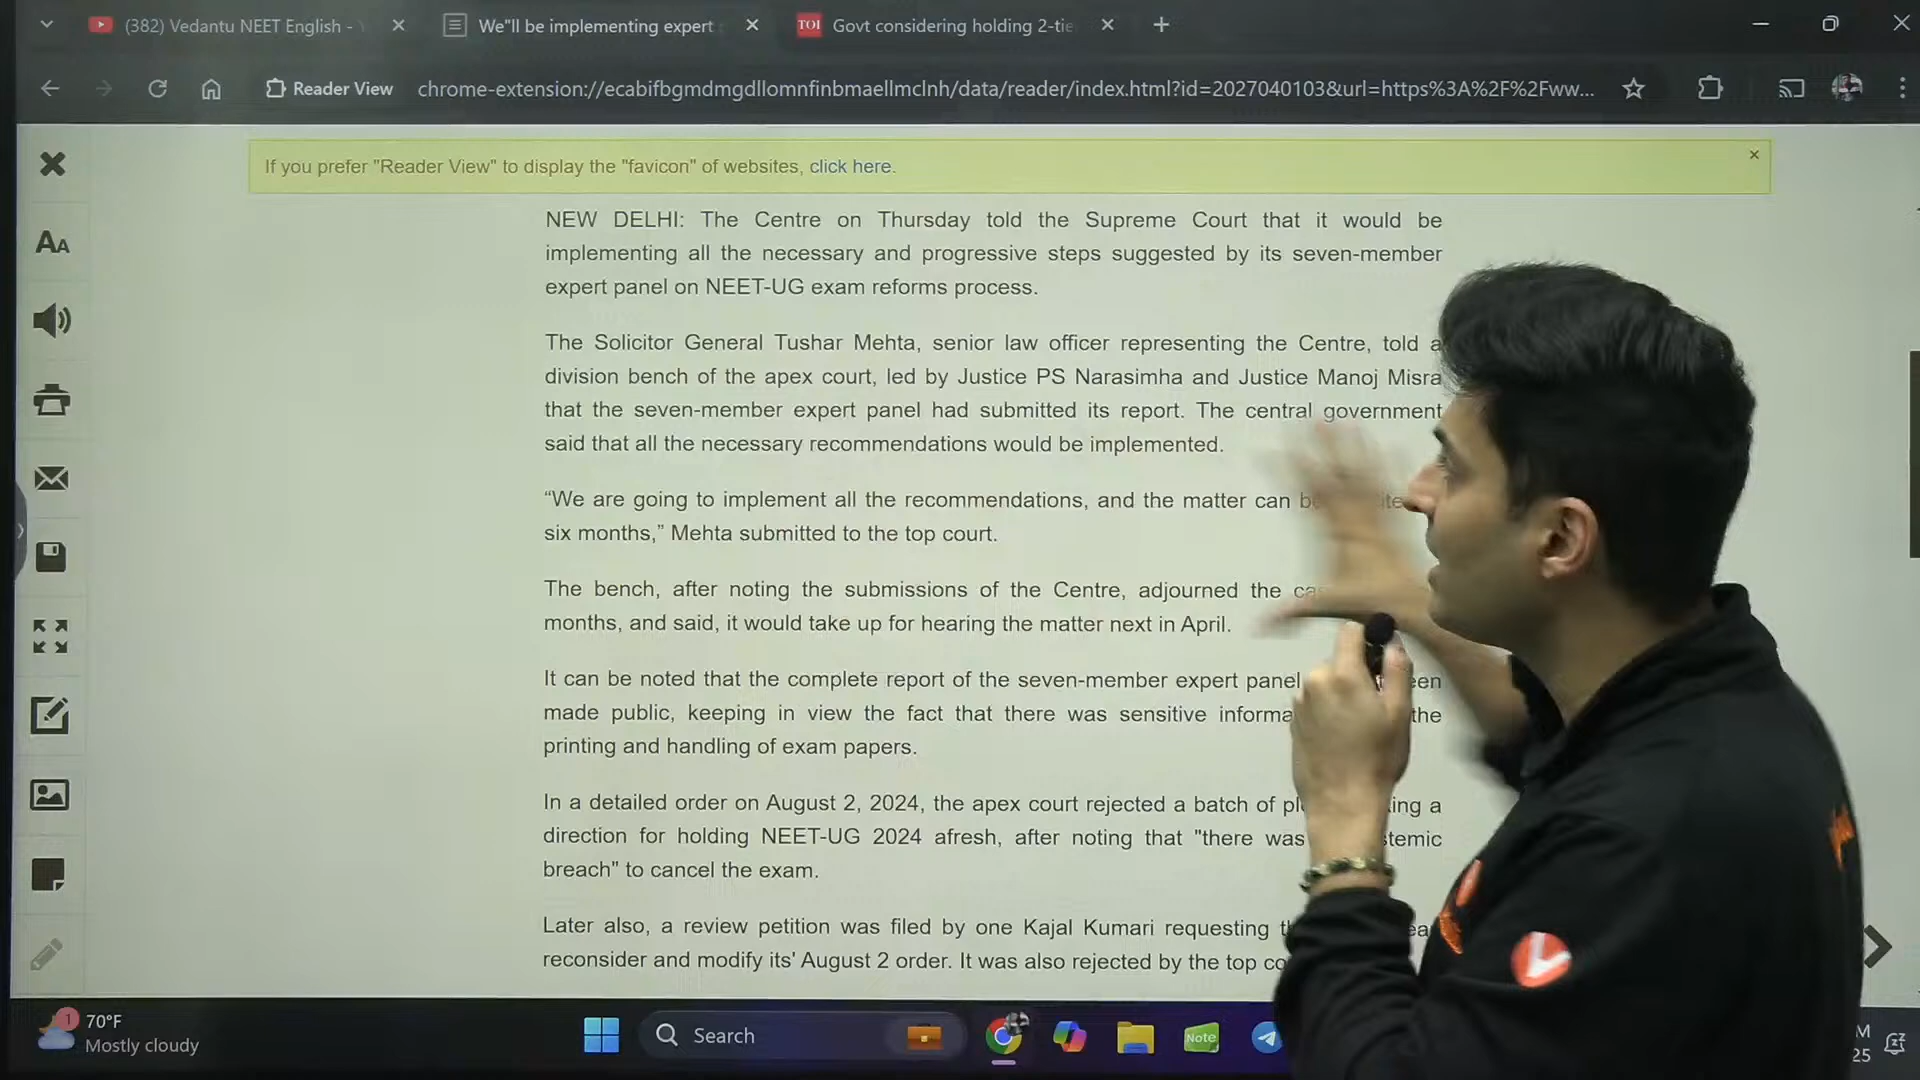 (382) Vedantu NEET English -
We"ll be implementing expert
TOI Govt considering holding 2-tie
Reader View chrome-extension://ecabifbgmdmgdllomnfinbmaellmclnh/data/reader/index.html?id=2027040103&url=https%3A%2F%2Fww...
If you prefer "Reader View" to display the "favicon" of websites, click here.
NEW DELHI: The Centre on Thursday told the Supreme Court that it would be
implementing all the necessary and progressive steps suggested by its seven-member
expert panel on NEET-UG exam reforms process.
The Solicitor General Tushar Mehta, senior law officer representing the Centre, told a
division bench of the apex court, led by Justice PS Narasimha and Justice Manoj Misra
that the seven-member expert panel had submitted its report. The central government
said that all the necessary recommendations would be implemented.
“We are going to implement all the recommendations, and the matter can
six months,” Mehta submitted to the top court.
The bench, after noting the submissions of the Centre, adjourned the
months, and said, it would take up for hearing the matter next in April.
It can be noted that the complete report of the seven-member expert panel
made public, keeping in view the fact that there was sensitive the
printing and handling of exam papers.
In a detailed order on August 2, 2024, the apex court rejected a batch of a
direction for holding NEET-UG 2024 afresh, after noting that "there was
breach" to cancel the exam.
Later also, a review petition was filed by one Kajal Kumari requesting
reconsider and modify its' August 2 order. It was also rejected by the top
1 70°F
Mostly cloudy
Search
Note
M
25